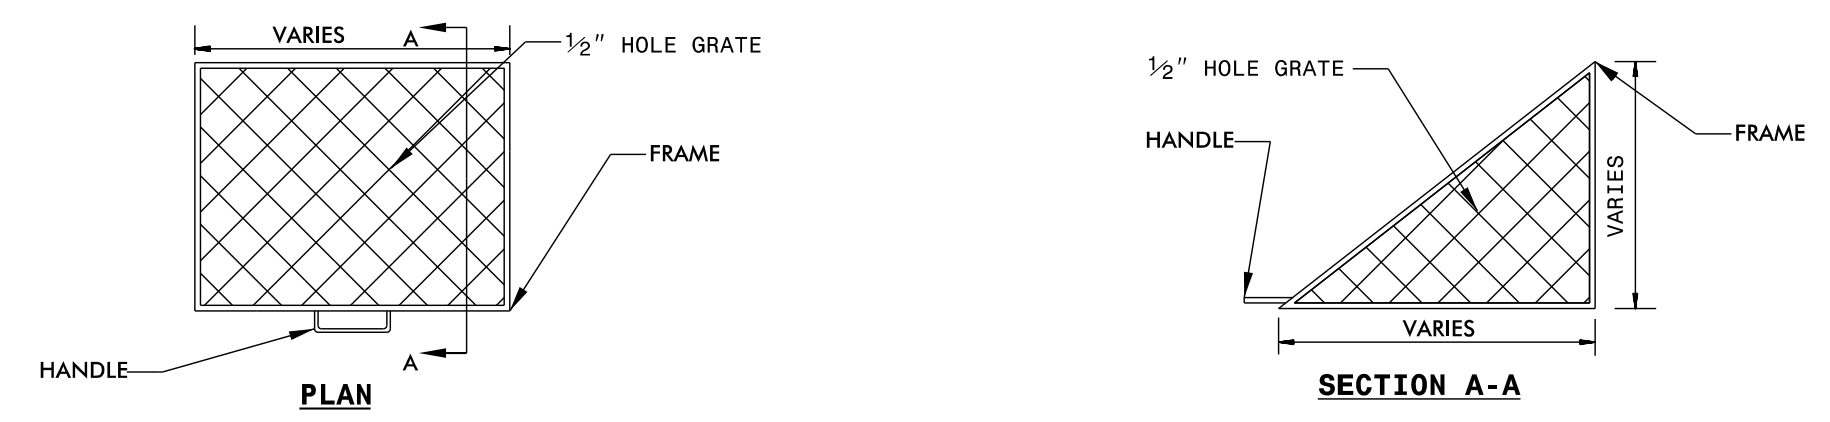 VARIES
A
½" HOLE GRATE
FRAME
HANDLE
A
PLAN
½" HOLE GRATE
HANDLE
FRAME
VARIES
VARIES
SECTION A-A